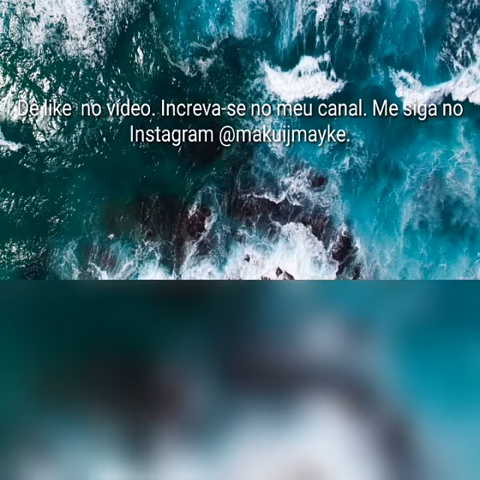 Dê like  no vídeo. Increva-se no meu canal. Me siga no
Instagram @makuijmayke.